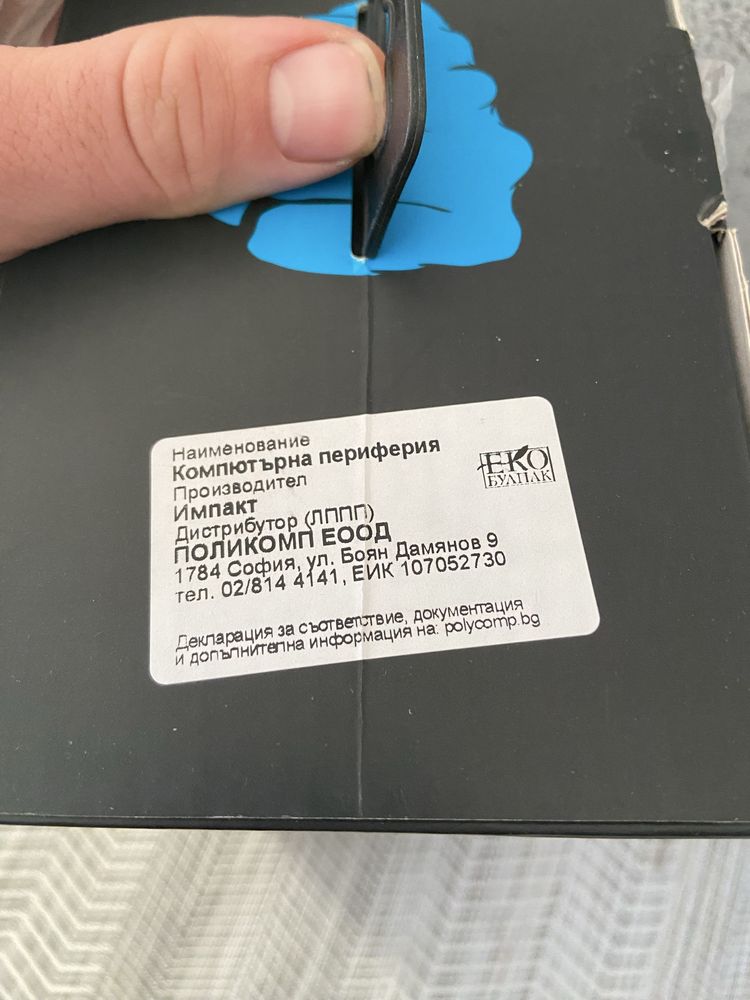 Наименование
Компютърна периферия
Производител
Импакт
Дистрибутор (ЛППП)
ПОЛИКОМП ЕООД
1784 София, ул. Боян Дамянов 9
тел. 02/814 4141, ЕИК 107052730
Декларация за съответствие, документация
и допълнителна информация на: polycomp.bg
ЕКО
БУЛПАК